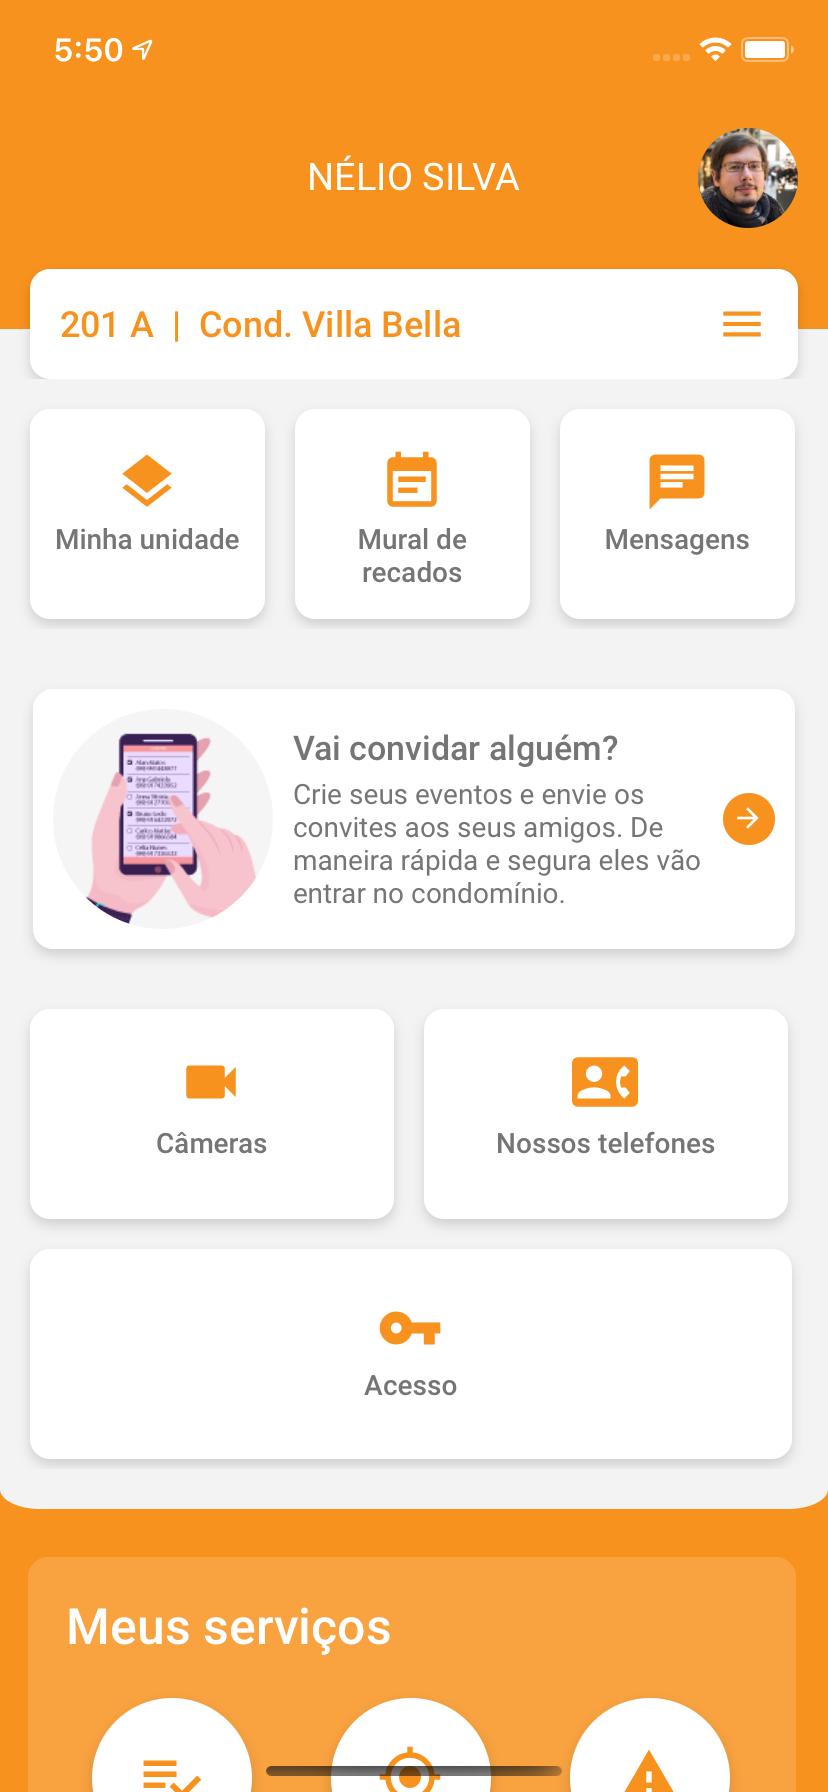 5:50
NÉLIO SILVA
201 A | Cond. Villa Bella
Minha unidade
Mural de
recados
Mensagens
Vai convidar alguém?
Crie seus eventos e envie os
convites aos seus amigos. De
maneira rápida e segura eles vão
entrar no condomínio.
Câmeras
Nossos telefones
Acesso
Meus serviços